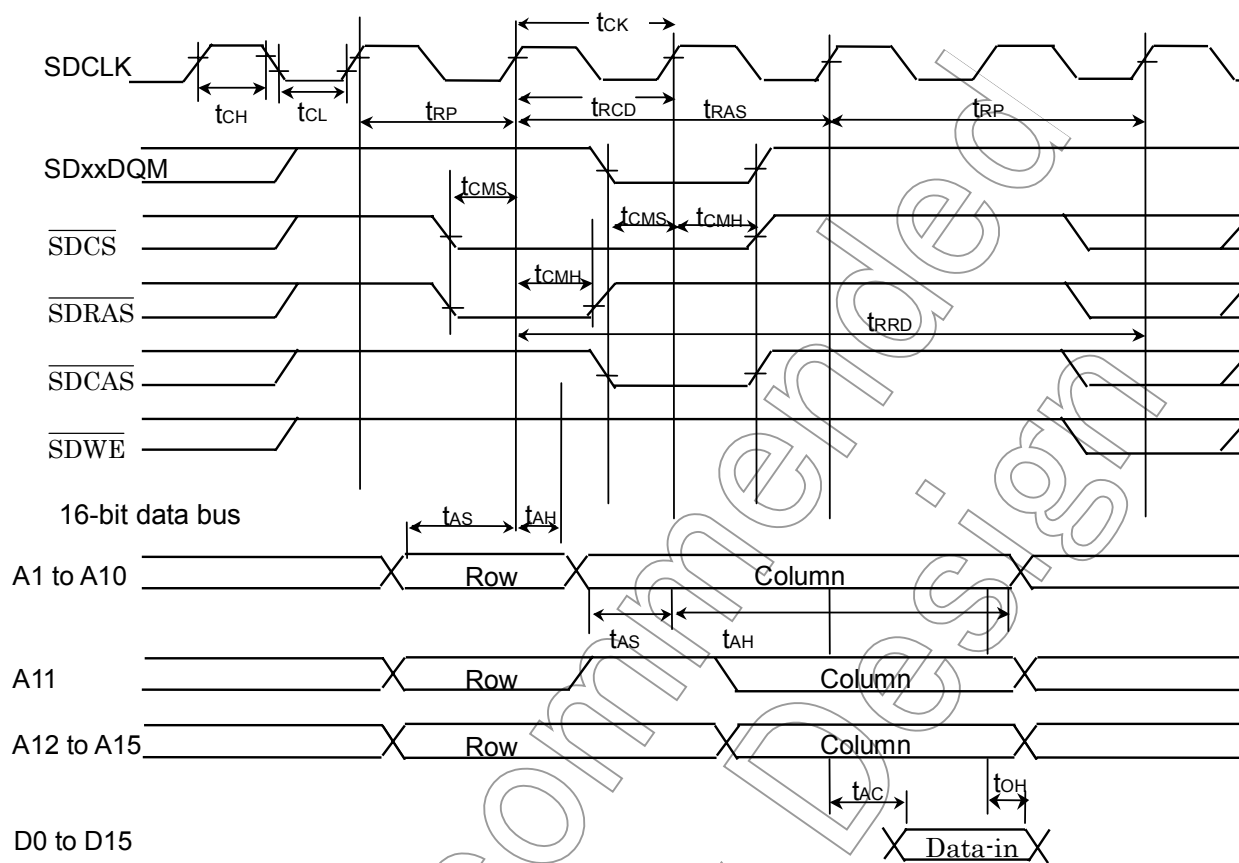 tCK
SDCLK
tCH
tCL
tRP
tRCD
tRAS
tRP
SDxxDQM
tCMS
tCMS
tCMH
SDCS
tCMH
SDRAS
tRRD
SDCAS
SDWE
16-bit data bus
tAS
tAH
A1 to A10
Row
Column
tAS
tAH
A11
Row
Column
A12 to A15
Row
Column
tAC
tOH
D0 to D15
Data-in
ommended
Design